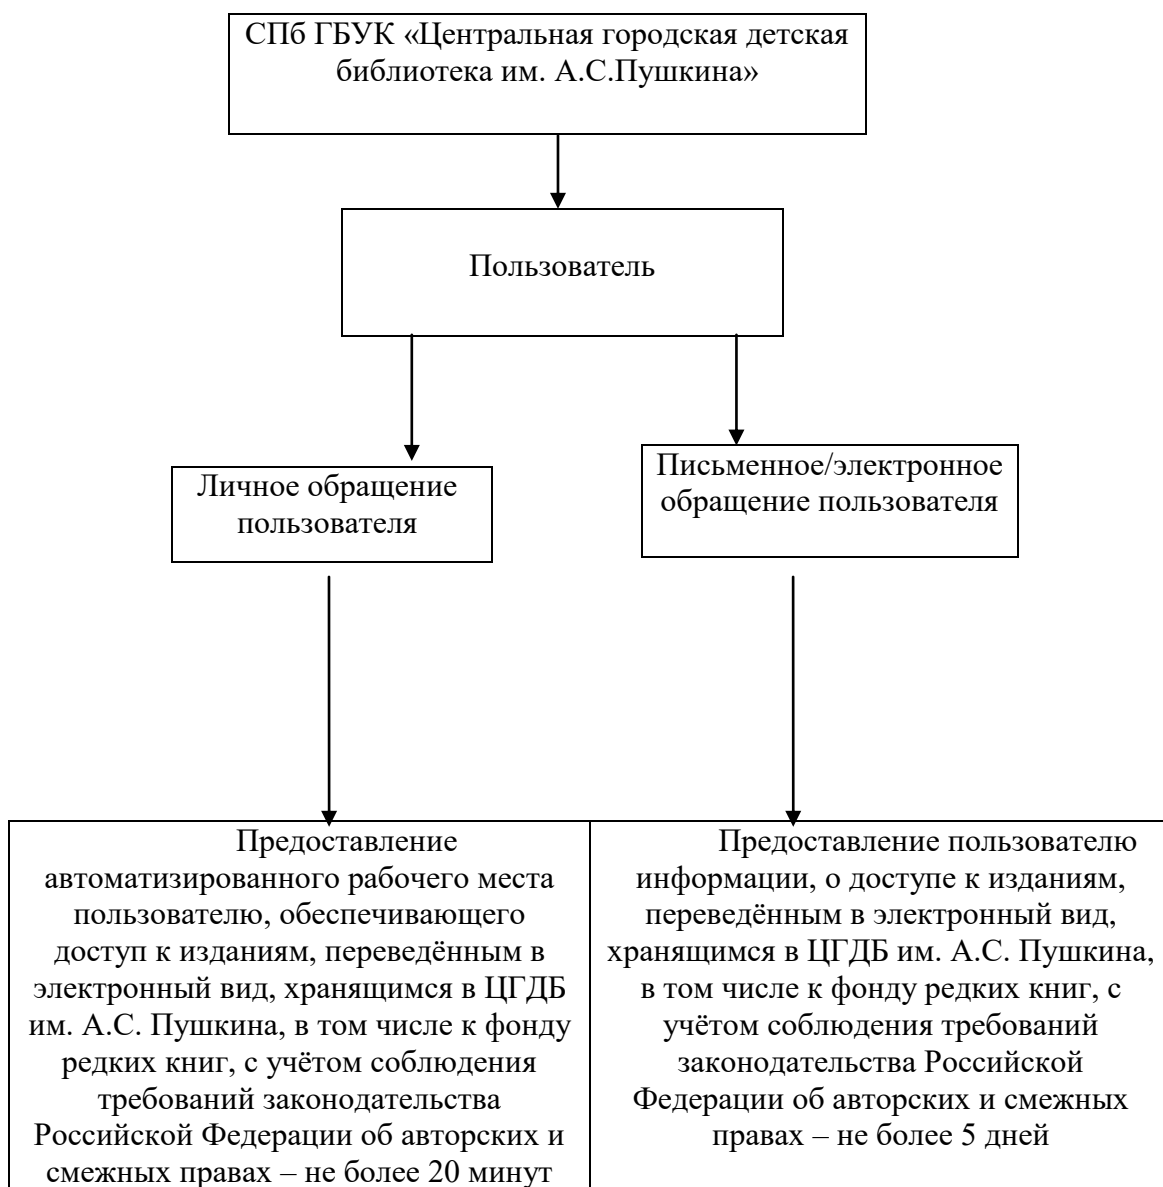 СПб ГБУК «Центральная городская детская
библиотека им. А.С.Пушкина»
Пользователь
Личное обращение
пользователя
Письменное/электронное
обращение пользователя
Предоставление
автоматизированного рабочего места
пользователю, обеспечивающего
доступ к изданиям, переведённым в
электронный вид, хранящимся в ЦГДБ
им. А.С. Пушкина, в том числе к фонду
редких книг, с учётом соблюдения
требований законодательства
Российской Федерации об авторских и
смежных правах – не более 20 минут
Предоставление пользователю
информации, о доступе к изданиям,
переведённым в электронный вид,
хранящимся в ЦГДБ им. А.С. Пушкина,
в том числе к фонду редких книг, с
учётом соблюдения требований
законодательства Российской
Федерации об авторских и смежных
правах – не более 5 дней